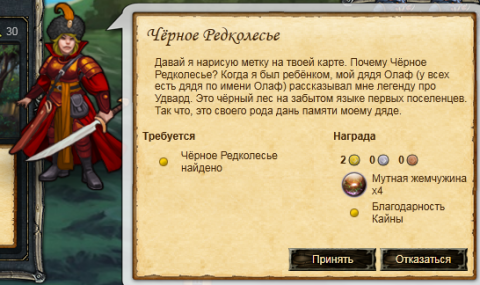 30
Чёрное Редколесье
Давай я нарисую метку на твоей карте. Почему Чёрное
Редколесье? Когда я был ребёнком, мой дядя Олаф (у всех
есть дядя по имени Олаф) рассказывал мне легенду про
Удвард. Это чёрный лес на забытом языке первых поселенцев.
Так что, это своего рода дань памяти моему дяде.
Требуется
Чёрное Редколесье
найдено
Награда
2 0 0
Мутная жемчужина
x4
Благодарность
Кайны
Принять Отказаться